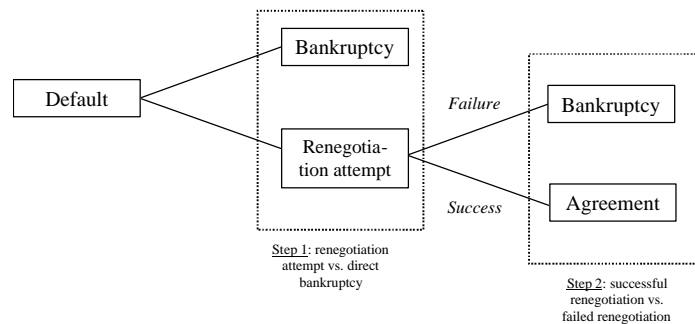 Bankruptcy
Default
Renegotia-
tion attempt
Failure
Success
Bankruptcy
Agreement
Step 1: renegotiation
attempt vs. direct
bankruptcy
Step 2: successful
renegotiation vs.
failed renegotiation